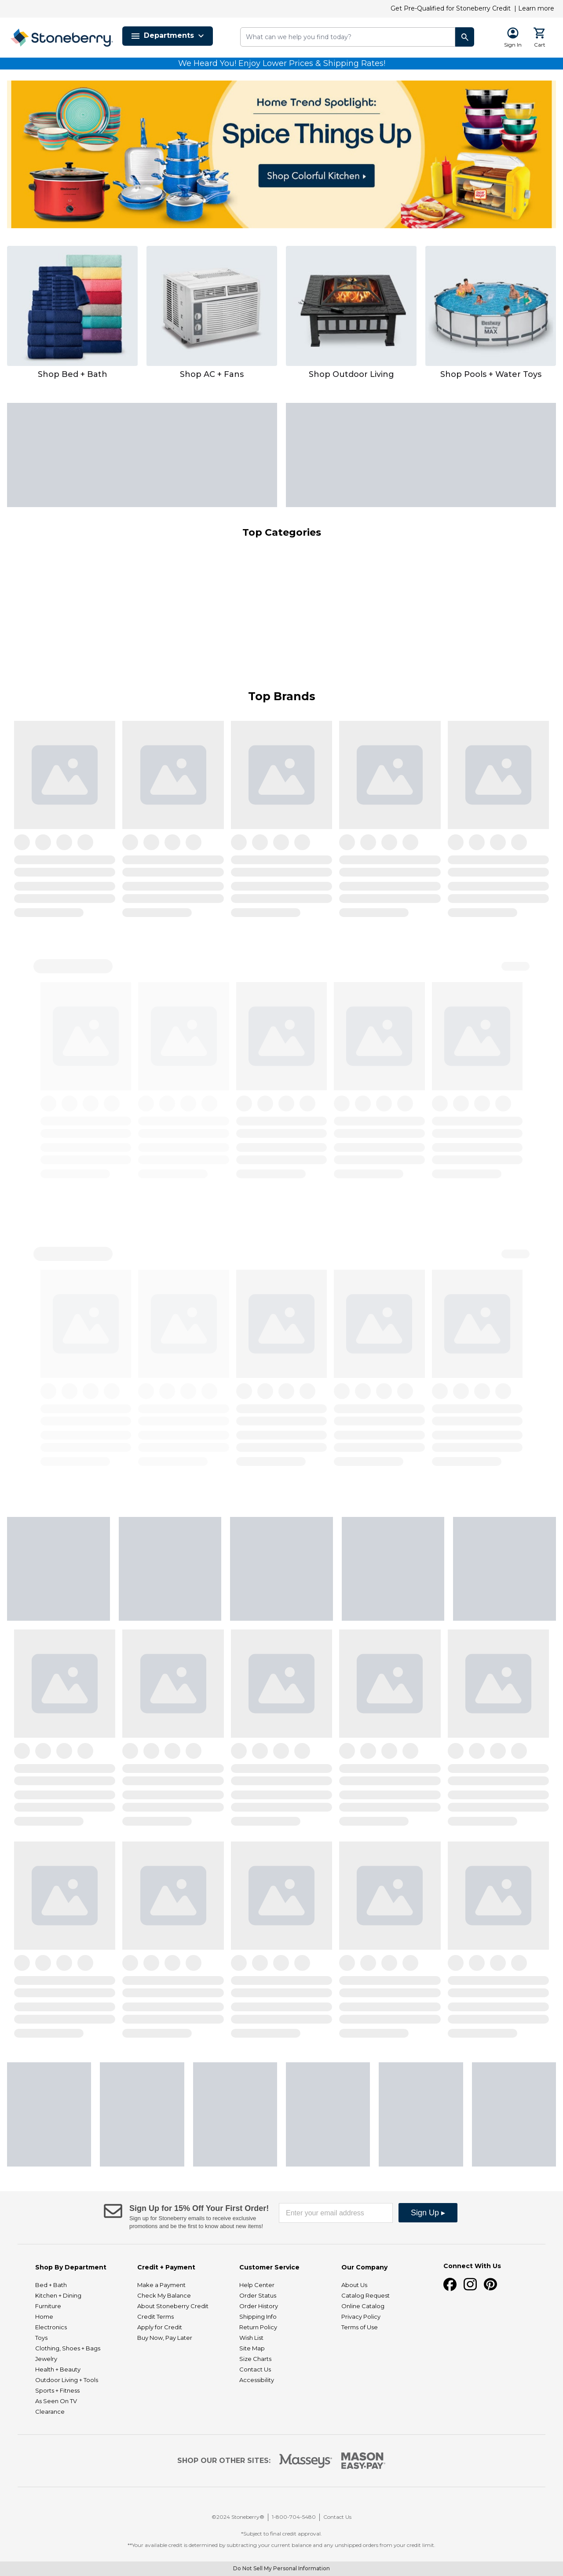 Get Pre-Qualified for Stoneberry Credit | Learn more
Stoneberry
Departments
What can we help you find today?
Sign In
Cart
We Heard You! Enjoy Lower Prices & Shipping Rates!
Home Trend Spotlight:
Spice Things Up
Shop Colorful Kitchen ▸
Shop Bed + Bath
Shop AC + Fans
Shop Outdoor Living
Shop Pools + Water Toys
Top Categories
Top Brands
Sign Up for 15% Off Your First Order!
Sign up for Stoneberry emails to receive exclusive
promotions and be the first to know about new items!
Enter your email address
Sign Up ▸
Shop By Department
Bed + Bath
Kitchen + Dining
Furniture
Home
Electronics
Toys
Clothing, Shoes + Bags
Jewelry
Health + Beauty
Outdoor Living + Tools
Sports + Fitness
As Seen On TV
Clearance
Credit + Payment
Make a Payment
Check My Balance
About Stoneberry Credit
Credit Terms
Apply for Credit
Buy Now, Pay Later
Customer Service
Help Center
Order Status
Order History
Shipping Info
Return Policy
Wish List
Site Map
Size Charts
Contact Us
Accessibility
Our Company
About Us
Catalog Request
Online Catalog
Privacy Policy
Terms of Use
Connect With Us
SHOP OUR OTHER SITES:
Masseys
MASON
EASY-PAY
©2024 Stoneberry® | 1-800-704-5480 | Contact Us
*Subject to final credit approval.
**Your available credit is determined by subtracting your current balance and any unshipped orders from your credit limit.
Do Not Sell My Personal Information